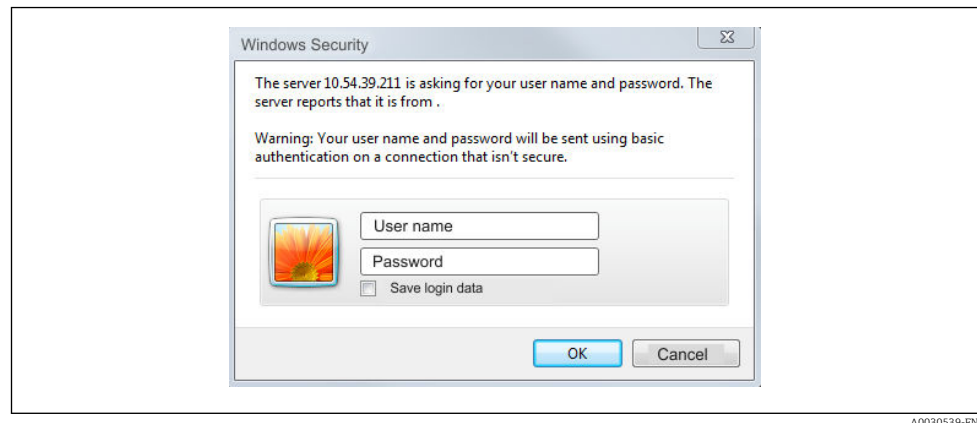 Windows Security
The server 10.54.39.211 is asking for your user name and password. The
server reports that it is from .
Warning: Your user name and password will be sent using basic
authentication on a connection that isn't secure.
User name
Password
Save login data
OK
Cancel
A0030539-EN